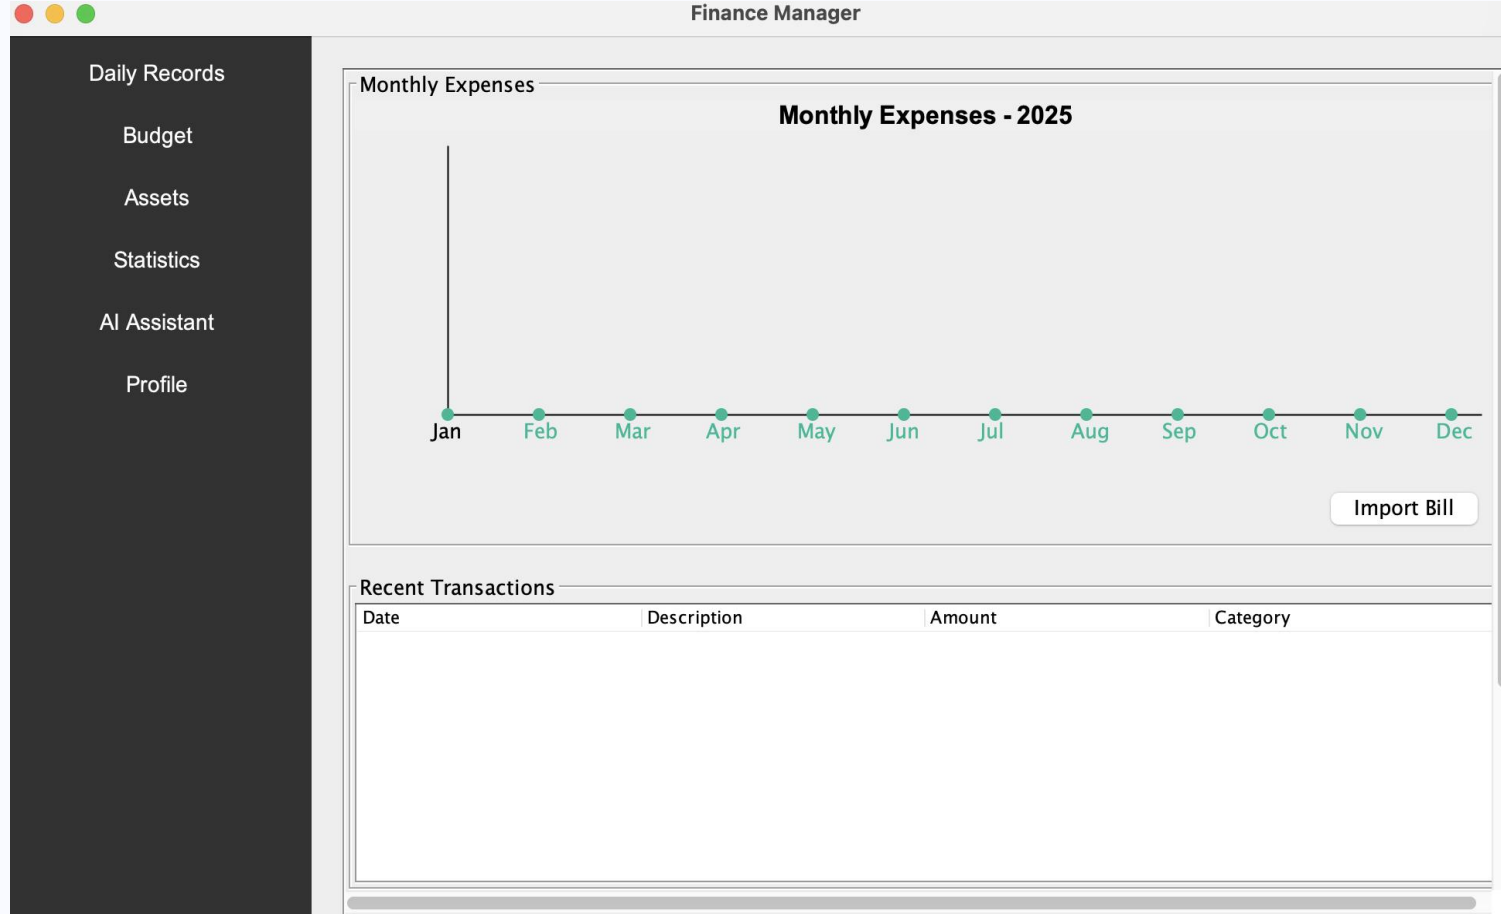 Finance Manager
Daily Records
Budget
Assets
Statistics
AI Assistant
Profile
Monthly Expenses
Monthly Expenses - 2025
Jan Feb Mar Apr May Jun Jul Aug Sep Oct Nov Dec
Import Bill
Recent Transactions
Date Description Amount Category